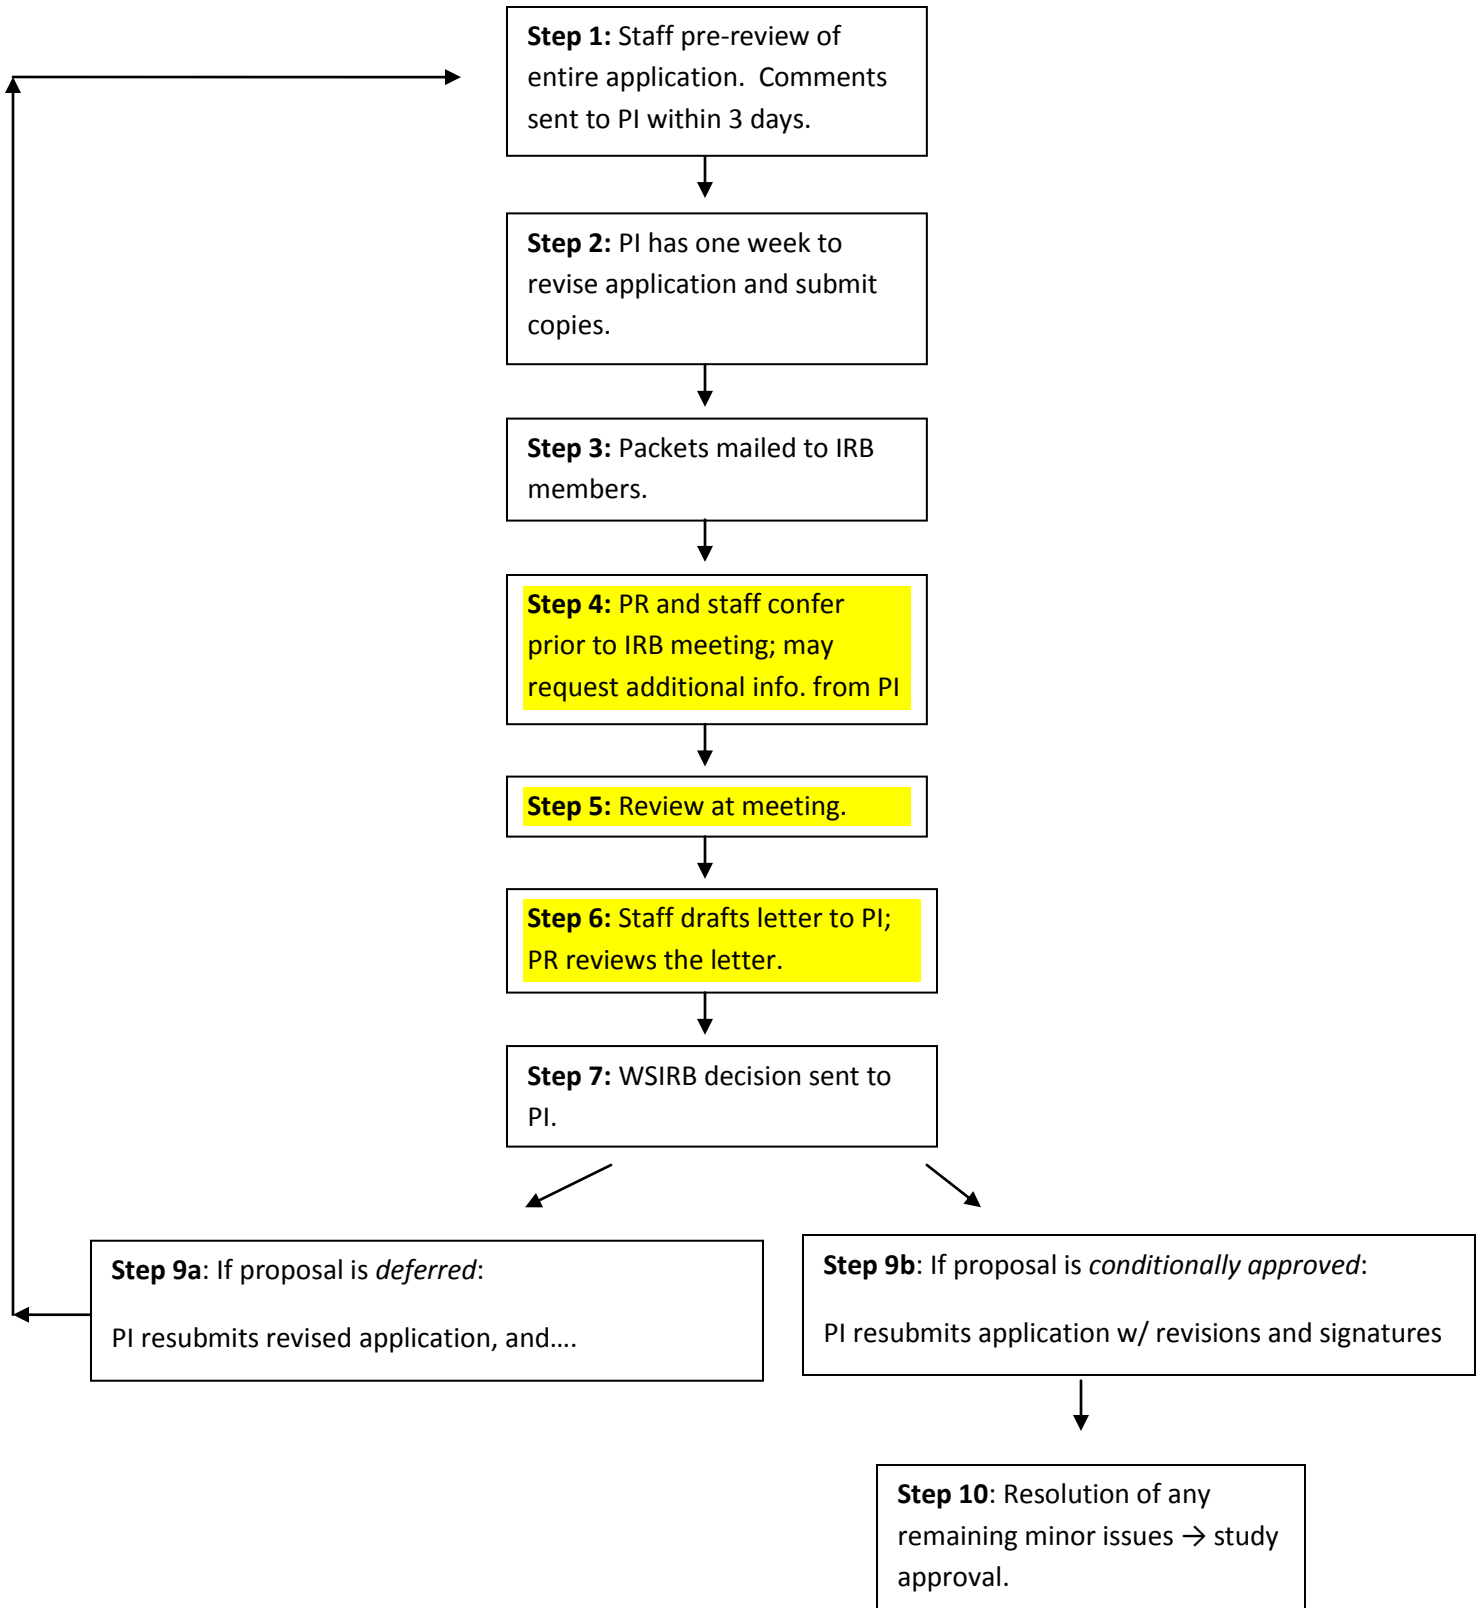 Step 1: Staff pre-review of
entire application.  Comments
sent to PI within 3 days.
Step 2: PI has one week to
revise application and submit
copies.
Step 3: Packets mailed to IRB
members.
Step 4: PR and staff confer
prior to IRB meeting; may
request additional info. from PI
Step 5: Review at meeting.
Step 6: Staff drafts letter to PI;
PR reviews the letter.
Step 7: WSIRB decision sent to
PI.
Step 9a: If proposal is deferred:
PI resubmits revised application, and....
Step 9b: If proposal is conditionally approved:
PI resubmits application w/ revisions and signatures
Step 10: Resolution of any
remaining minor issues → study
approval.